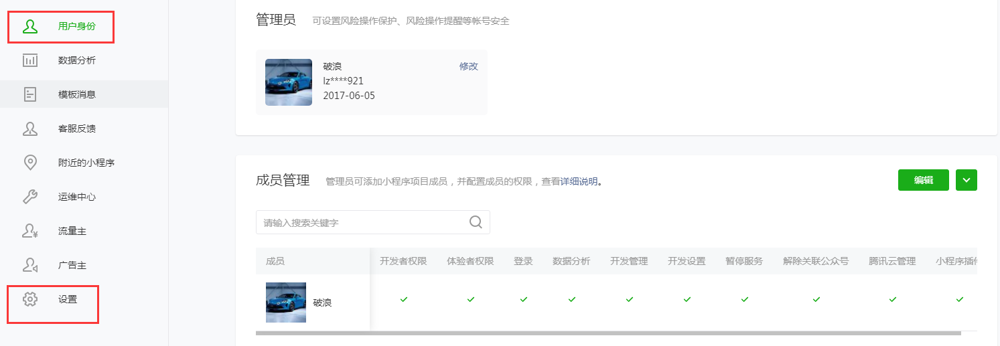 用户身份
数据分析
模板消息
客服反馈
附近的小程序
运维中心
流量主
广告主
设置
管理员 可设置风险操作保护、风险操作提醒等帐号安全
破浪 修改
lz****921
2017-06-05
成员管理 管理员可添加小程序项目成员，并配置成员的权限，查看详细说明。 编辑
请输入搜索关键字
成员 开发者权限 体验者权限 登录 数据分析 开发管理 开发设置 暂停服务 解除关联公众号 腾讯云管理 小程序插件
破浪